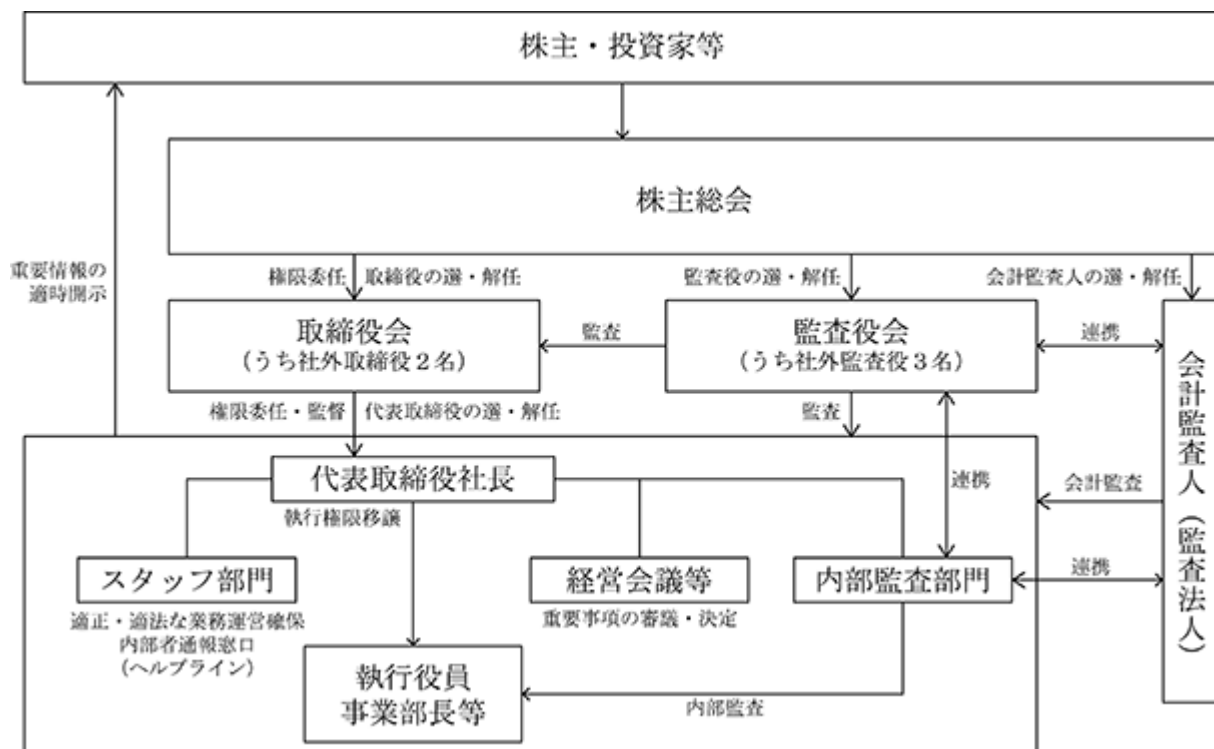 株主・投資家等
株主総会
重要情報の
適時開示
権限委任
取締役の選・解任
監査役の選・解任
会計監査人の選・解任
取締役会
(うち社外取締役2名)
監査
監査役会
(うち社外監査役3名)
連携
会計監査人(監査法人)
権限委任・監督
代表取締役の選・解任
監査
代表取締役社長
執行権限移譲
連携
会計監査
スタッフ部門
適正・適法な業務運営確保
内部者通報窓口
(ヘルプライン)
経営会議等
重要事項の審議・決定
内部監査部門
連携
執行役員
事業部長等
内部監査